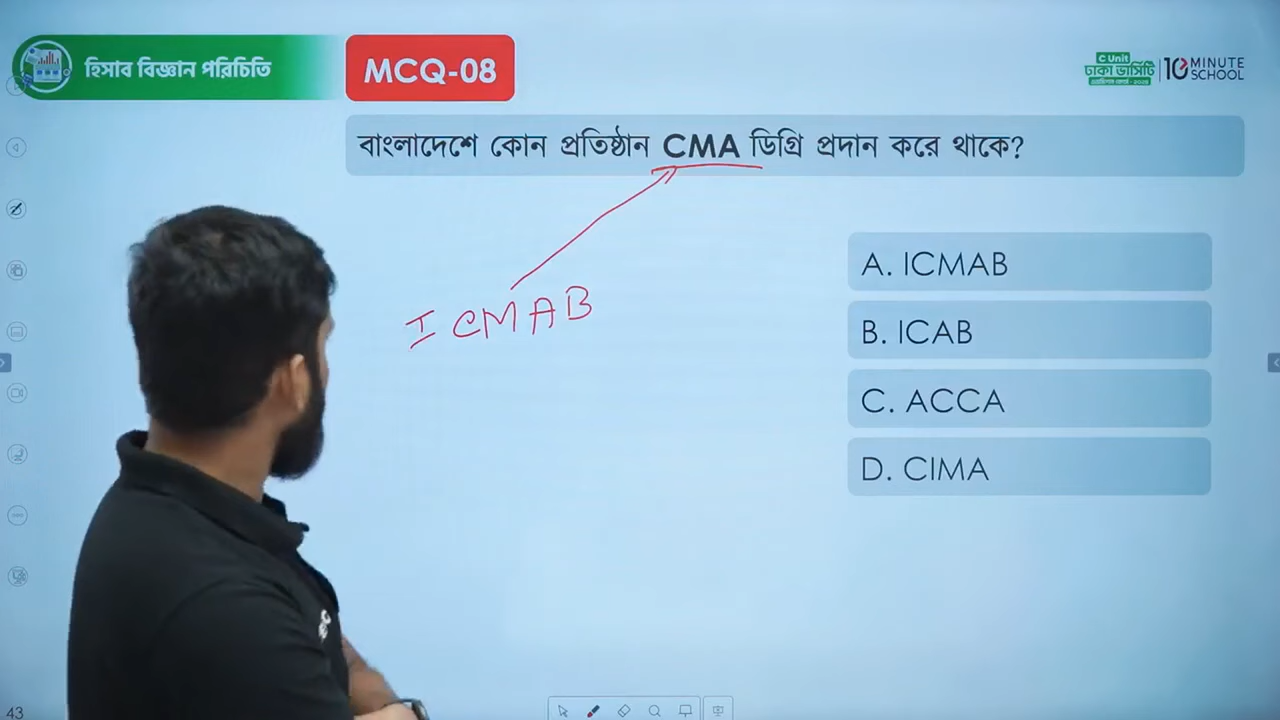 হিসাব বিজ্ঞান পরিচিতি
MCQ-08
C Unit
ঢাকা ভার্সিটি
10 MINUTE SCHOOL
বাংলাদেশে কোন প্রতিষ্ঠান CMA ডিগ্রি প্রদান করে থাকে?
ICMAB
A. ICMAB
B. ICAB
C. ACCA
D. CIMA
43